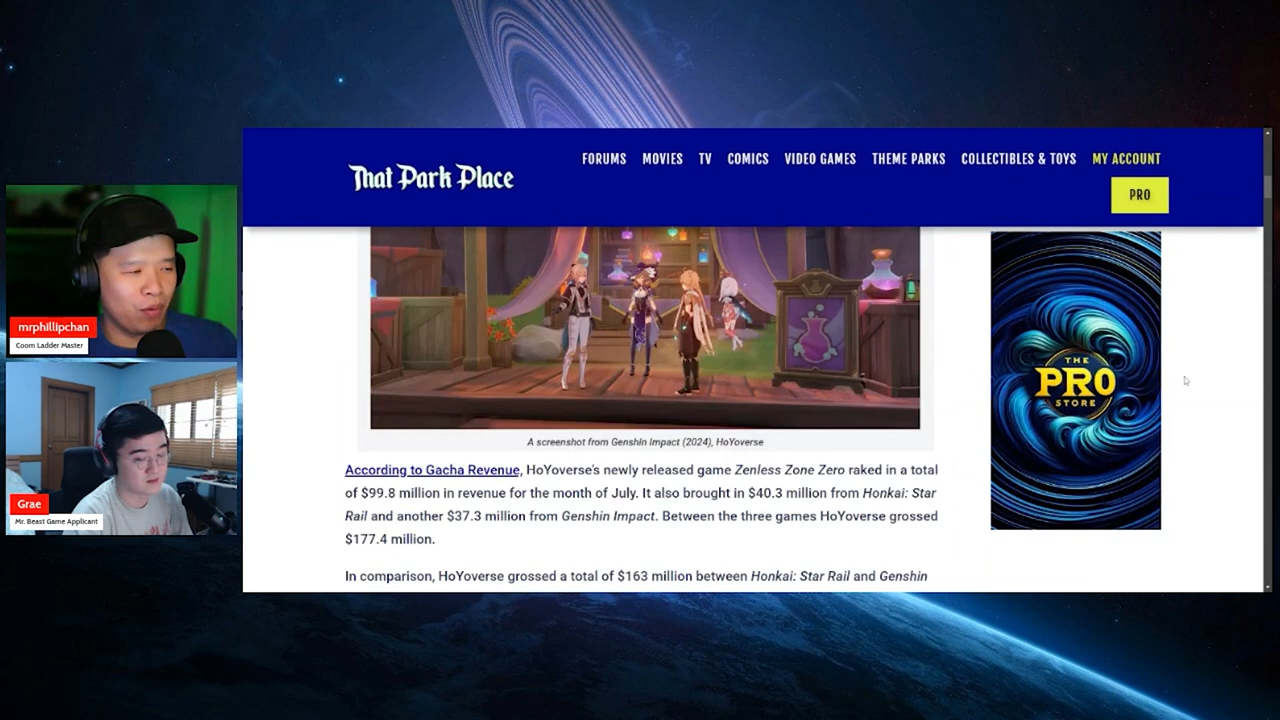 That Park Place
FORUMS MOVIES TV COMICS VIDEO GAMES THEME PARKS COLLECTIBLES & TOYS MY ACCOUNT
PRO
mrphillipchan
Coom Ladder Master
Grae
Mr. Beast Game Applicant
THE
PRO
STORE
A screenshot from Genshin Impact (2024), HoYoverse
According to Gacha Revenue, HoYoverse's newly released game Zenless Zone Zero raked in a total
of $99.8 million in revenue for the month of July. It also brought in $40.3 million from Honkai: Star
Rail and another $37.3 million from Genshin Impact. Between the three games HoYoverse grossed
$177.4 million.
In comparison, HoYoverse grossed a total of $163 million between Honkai: Star Rail and Genshin